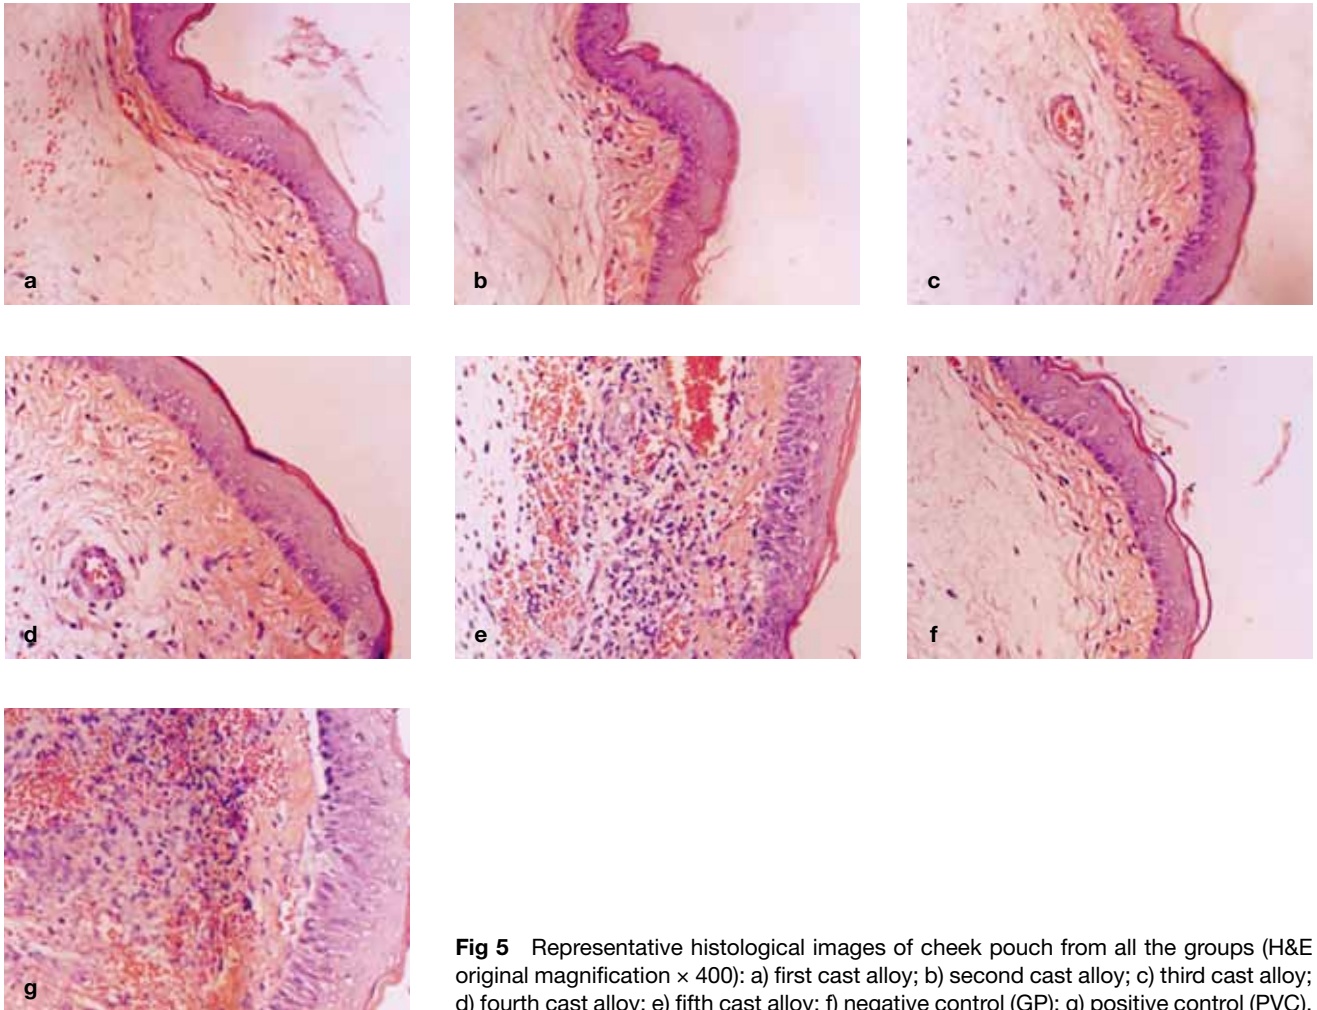 a
b
c
d
e
f
g
Fig 5 Representative histological images of cheek pouch from all the groups (H&E
original magnification × 400): a) first cast alloy; b) second cast alloy; c) third cast alloy;
d) fourth cast alloy; e) fifth cast alloy; f) negative control (GP); g) positive control (PVC).